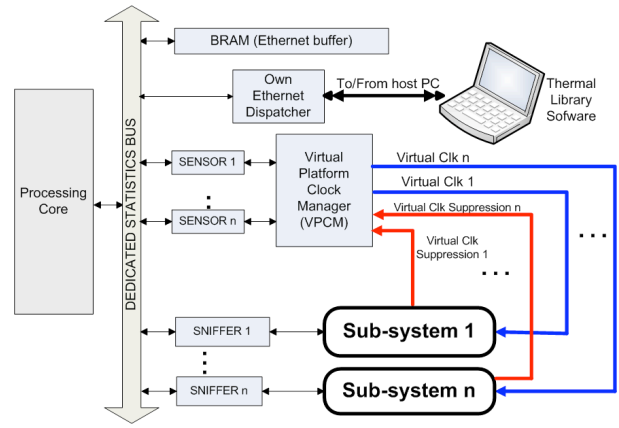 BRAM (Ethernet buffer)
Own
Ethernet
Dispatcher
To/From host PC
Thermal
Library
Sofware
Processing
Core
DEDICATED STATISTICS BUS
SENSOR 1
SENSOR n
Virtual
Platform
Clock
Manager
(VPCM)
Virtual Clk n
Virtual Clk 1
Virtual Clk Suppression n
Virtual Clk
Suppression 1
SNIFFER 1
Sub-system 1
SNIFFER n
Sub-system n